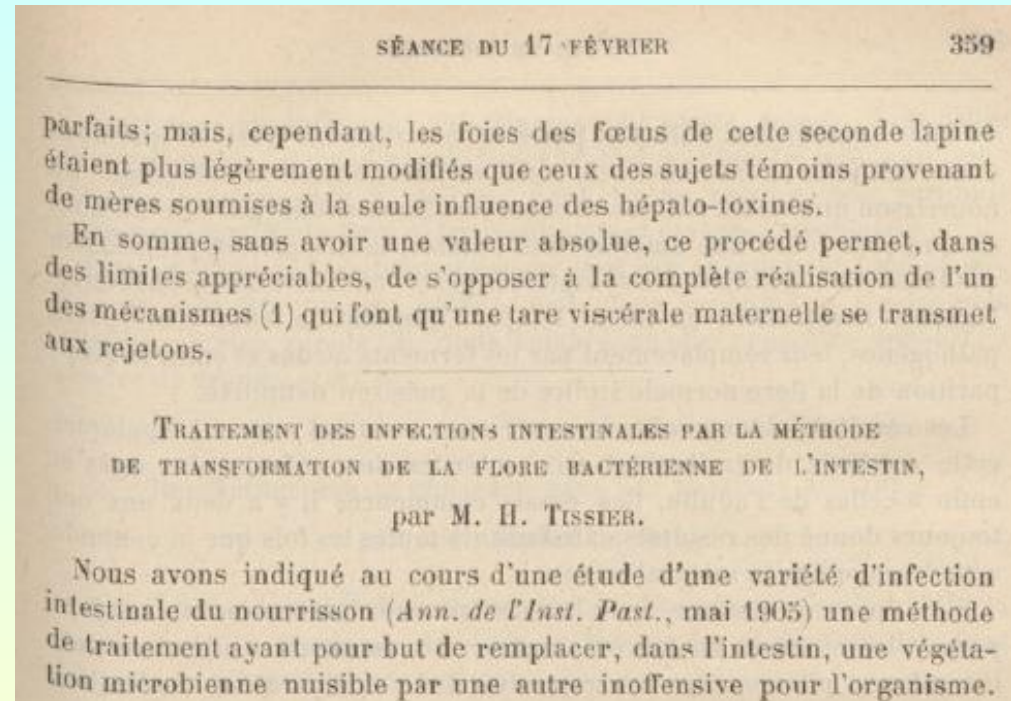 SÉANCE DU 17 FÉVRIER 359
parfaits; mais, cependant, les foies des fœtus de cette seconde lapine
étaient plus légèrement modifiés que ceux des sujets témoins provenant
de mères soumises à la seule influence des hépato-toxines.
En somme, sans avoir une valeur absolue, ce procédé permet, dans
des limites appréciables, de s'opposer à la complète réalisation de l'un
des mécanismes (1) qui font qu'une tare viscérale maternelle se transmet
aux rejetons.
TRAITEMENT DES INFECTIONS INTESTINALES PAR LA MÉTHODE
DE TRANSFORMATION DE LA FLORE BACTÉRIENNE DE L'INTESTIN,
par M. H. TISSIER.
Nous avons indiqué au cours d'une étude d'une variété d'infection
intestinale du nourrisson (Ann. de l'Inst. Past., mai 1905) une méthode
de traitement ayant pour but de remplacer, dans l'intestin, une végéta-
tion microbienne nuisible par une autre inoffensive pour l'organisme.